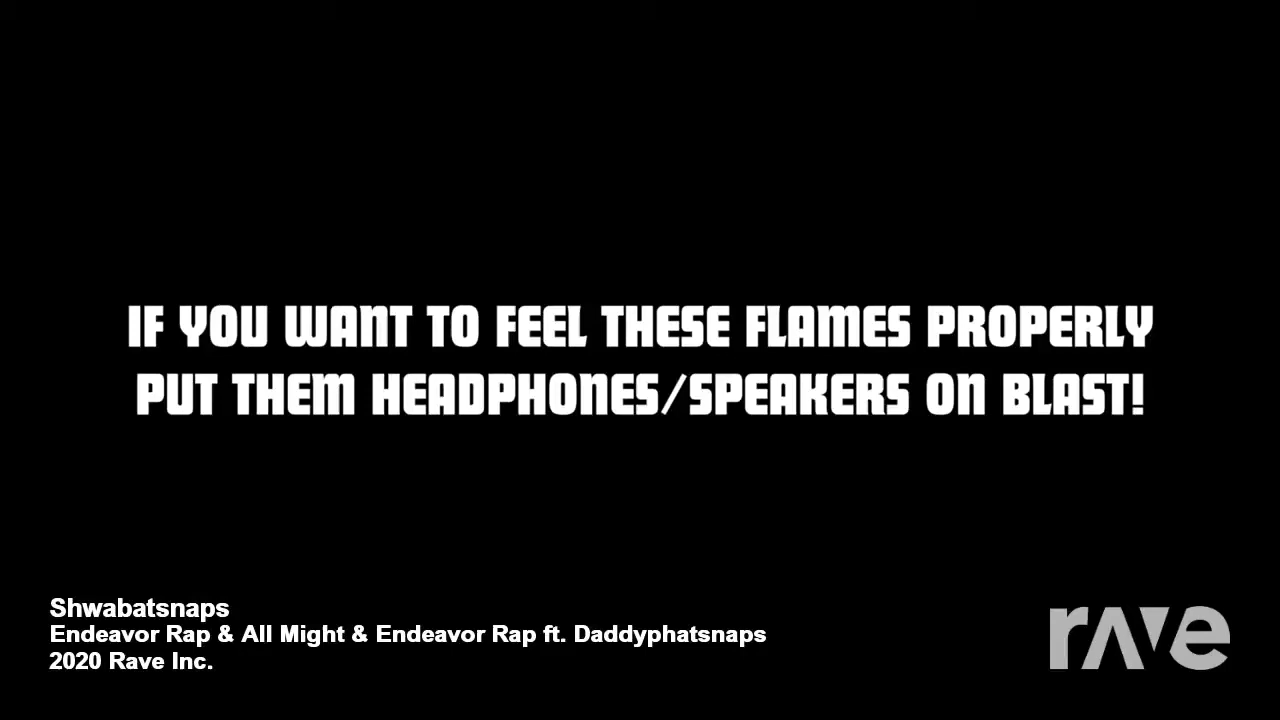 IF YOU WANT TO FEEL THESE FLAMES PROPERLY
PUT THEM HEADPHONES/SPEAKERS ON BLAST!
Shwabatsnaps
Endeavor Rap & All Might & Endeavor Rap ft. Daddyphatsnaps
2020 Rave Inc.
rave